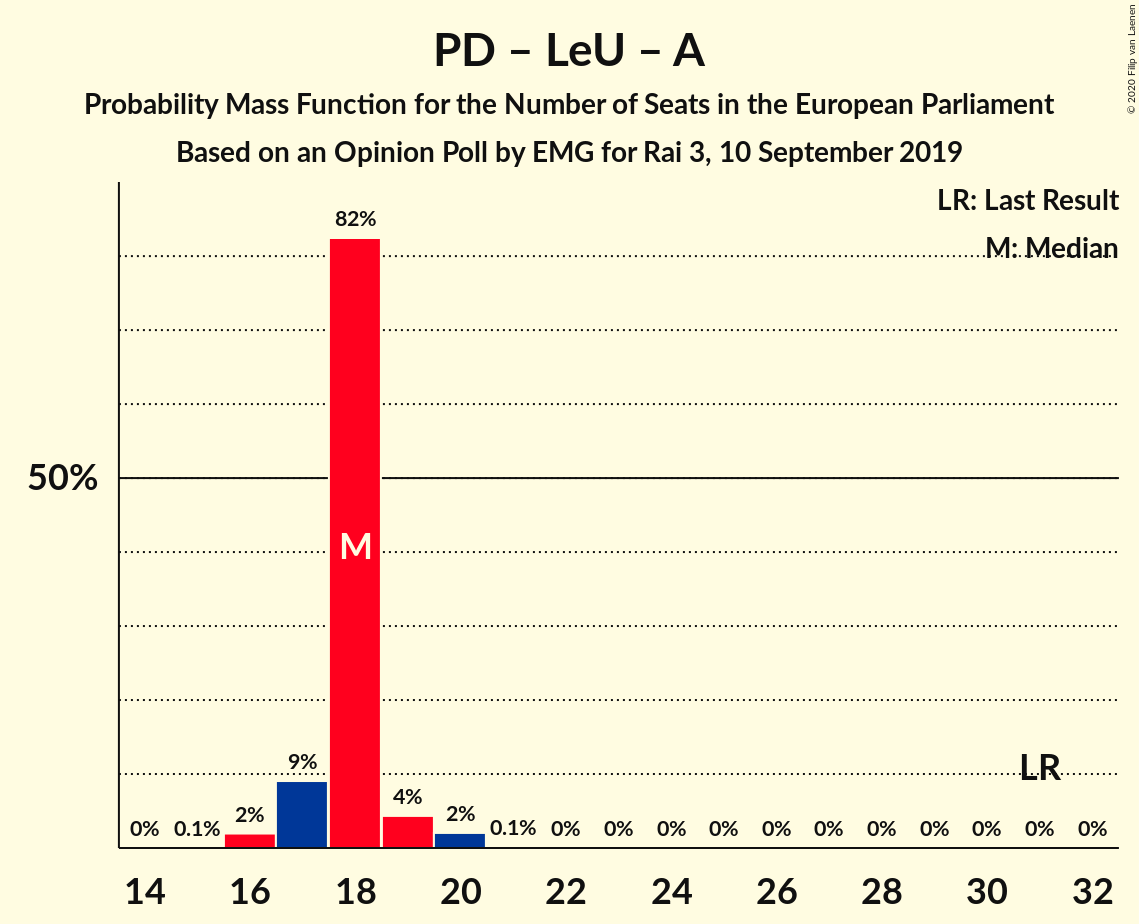 PD – LeU – A
Probability Mass Function for the Number of Seats in the European Parliament
Based on an Opinion Poll by EMG for Rai 3, 10 September 2019
© 2020 Filip van Laenen
LR: Last Result
M: Median
50%
0% 0.1% 2% 9% 82% 4% 2% 0.1% 0% 0% 0% 0% 0% 0% 0% 0% 0% 0% 0%
M
LR
14 16 18 20 22 24 26 28 30 32